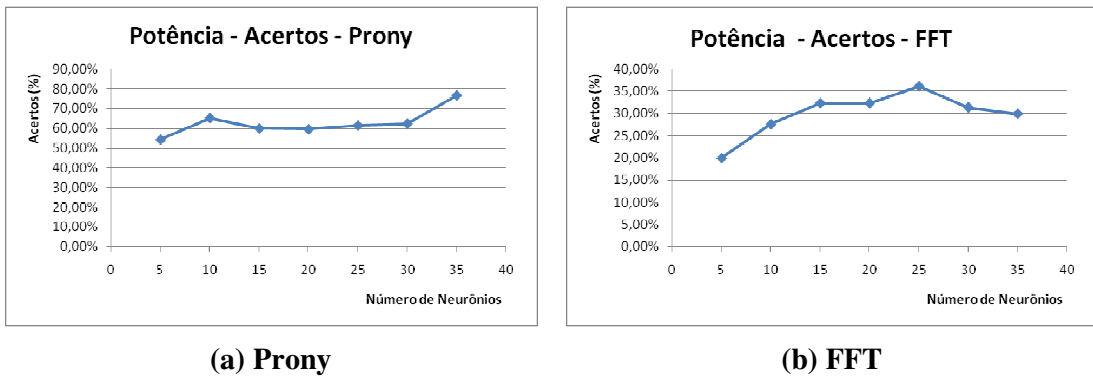 Potência - Acertos - Prony
Acertos (%)
90,00%
80,00%
70,00%
60,00%
50,00%
40,00%
30,00%
20,00%
10,00%
0,00%
0 5 10 15 20 25 30 35 40
Número de Neurônios
(a) Prony
Potência - Acertos - FFT
Acertos (%)
40,00%
35,00%
30,00%
25,00%
20,00%
15,00%
10,00%
5,00%
0,00%
0 5 10 15 20 25 30 35 40
Número de Neurônios
(b) FFT